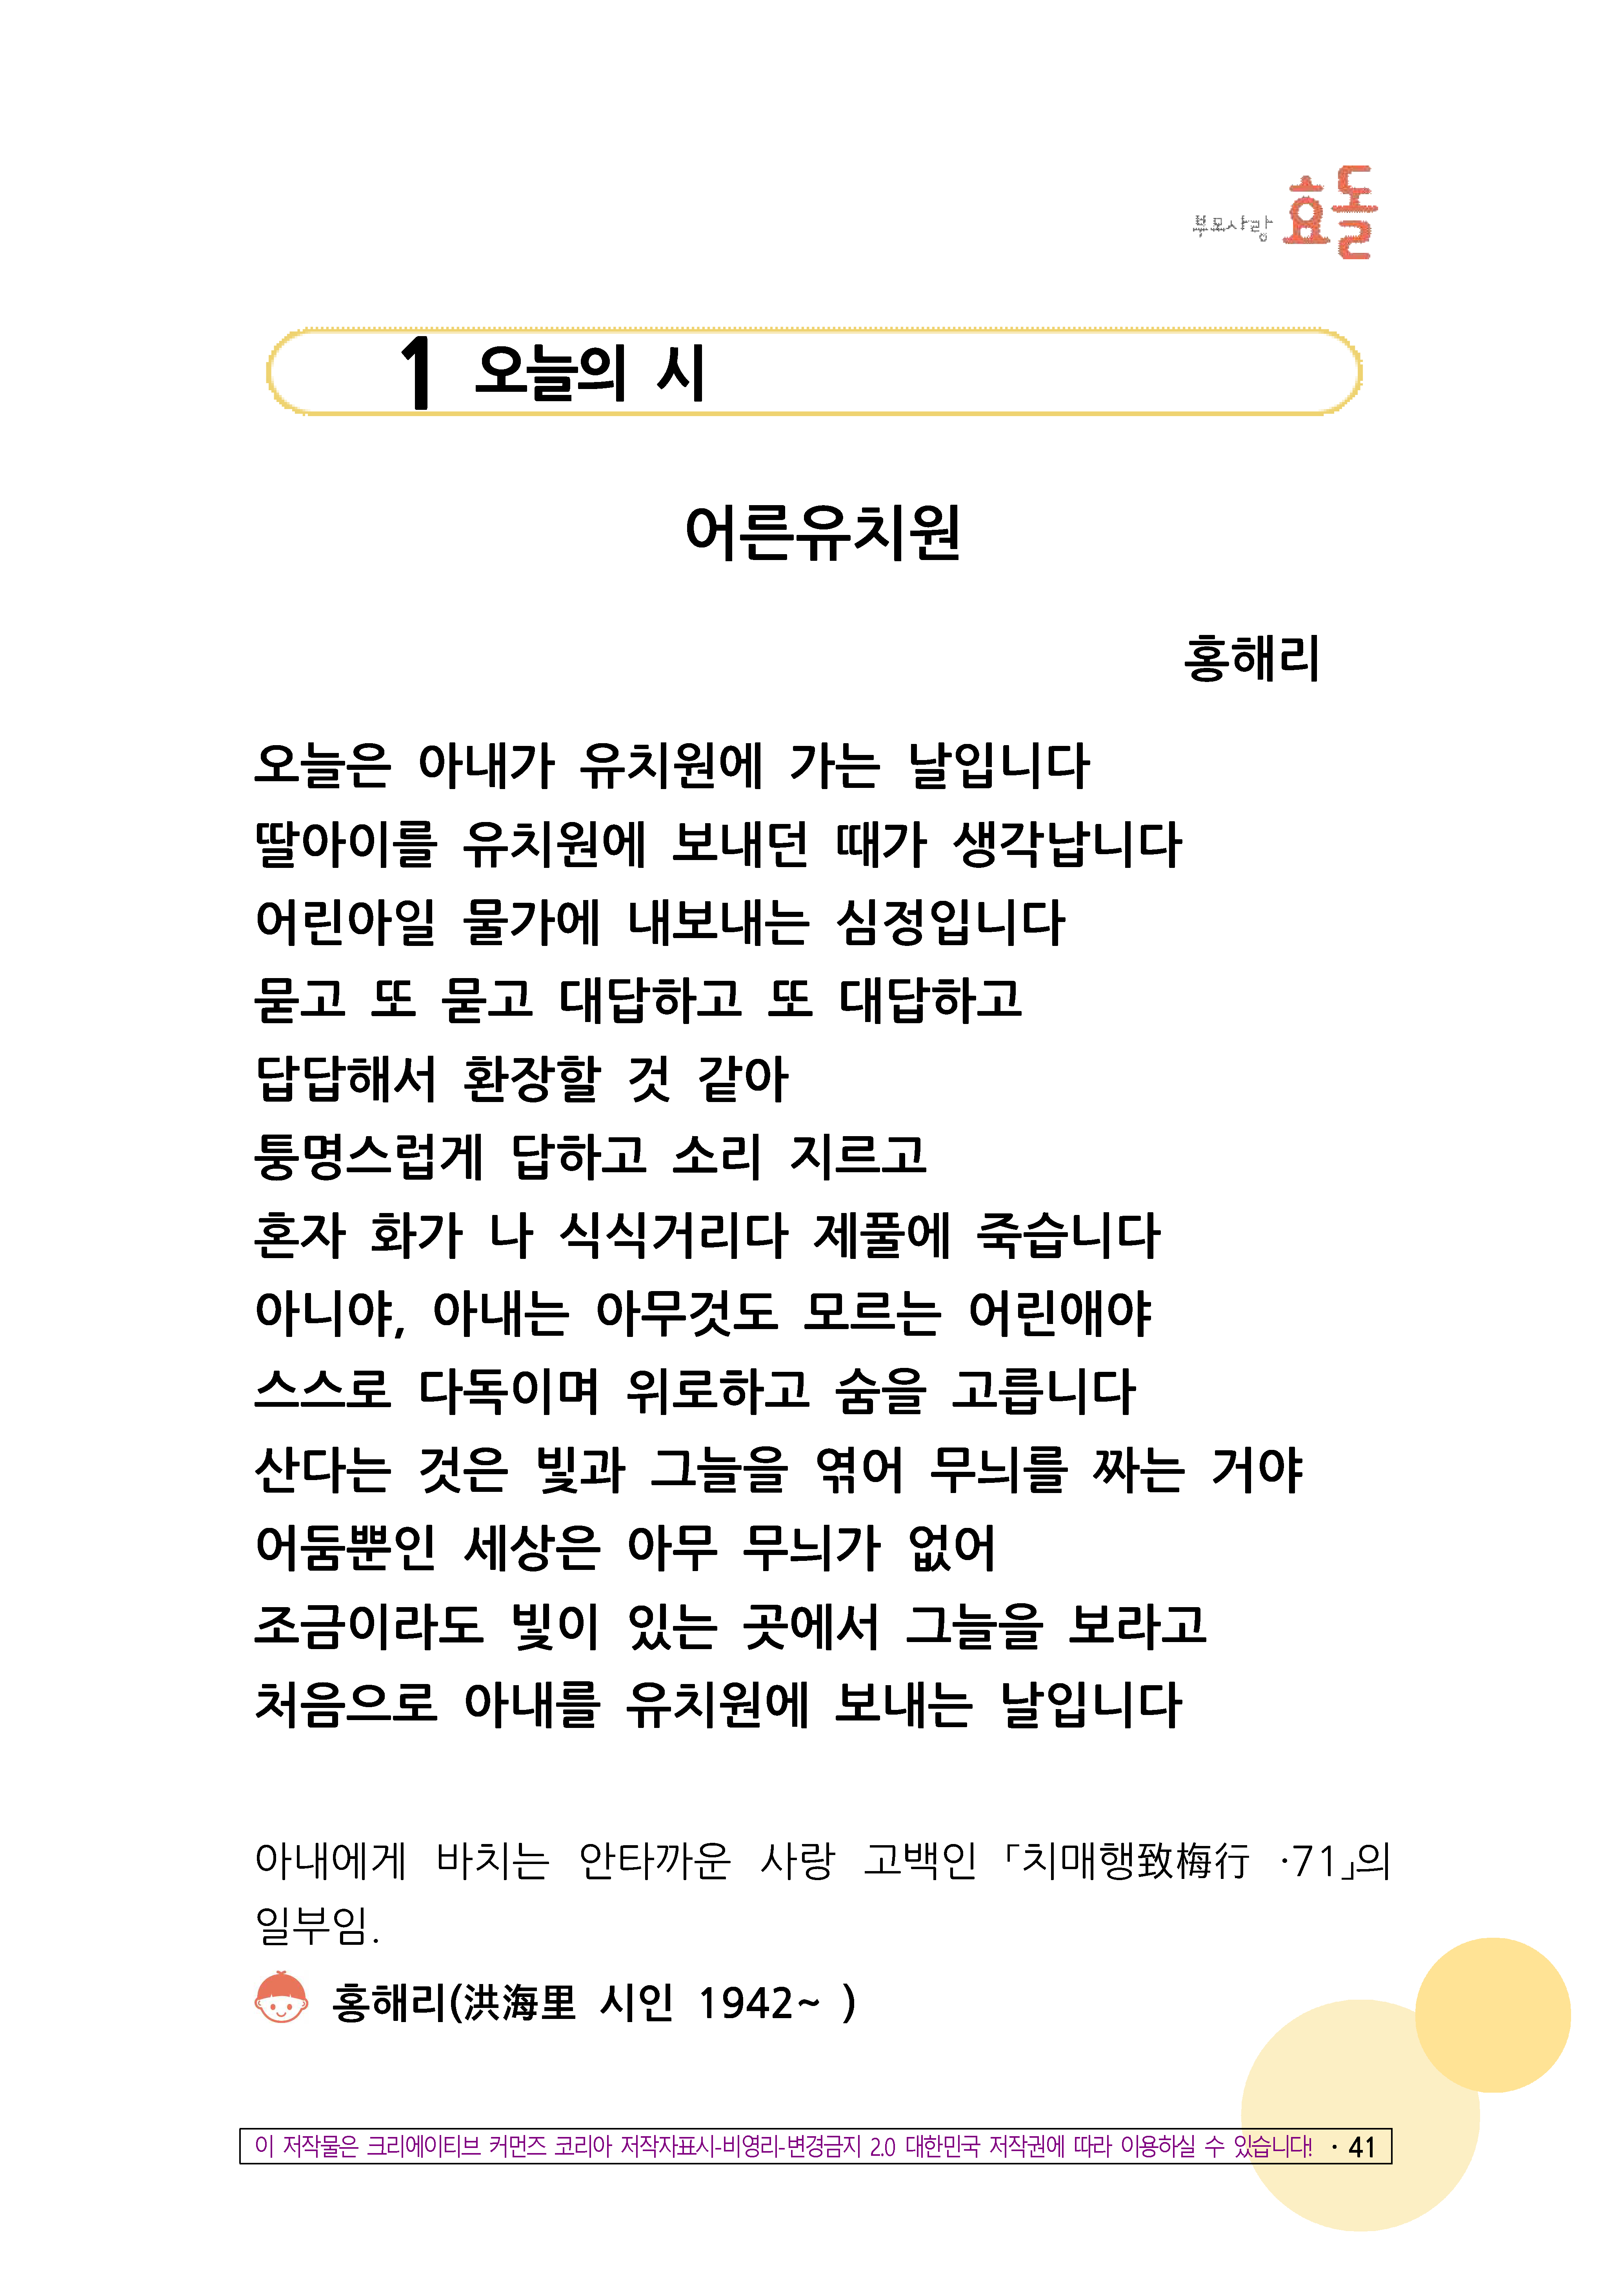 부모사랑 효돌
1 오늘의 시
어른유치원
홍해리
오늘은 아내가 유치원에 가는 날입니다
딸아이를 유치원에 보내던 때가 생각납니다
어린아일 물가에 내보내는 심정입니다
묻고 또 묻고 대답하고 또 대답하고
답답해서 환장할 것 같아
퉁명스럽게 답하고 소리 지르고
혼자 화가 나 식식거리다 제풀에 죽습니다
아니야, 아내는 아무것도 모르는 어린애야
스스로 다독이며 위로하고 숨을 고릅니다
산다는 것은 빛과 그늘을 엮어 무늬를 짜는 거야
어둠뿐인 세상은 아무 무늬가 없어
조금이라도 빛이 있는 곳에서 그늘을 보라고
처음으로 아내를 유치원에 보내는 날입니다
아내에게 바치는 안타까운 사랑 고백인 「치매행致梅行 ·71」의
일부임.
홍해리(洪海里 시인 1942~ )
이 저작물은 크리에이티브 커먼즈 코리아 저작자표시-비영리-변경금지 2.0 대한민국 저작권에 따라 이용하실 수 있습니다! · 41